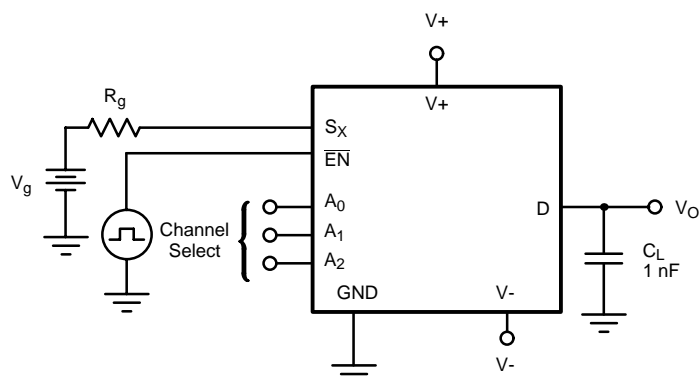 V+
V+
Rg
SX
EN
Vg
A0
Channel
Select
A1
A2
D
VO
CL
1 nF
GND
V-
V-